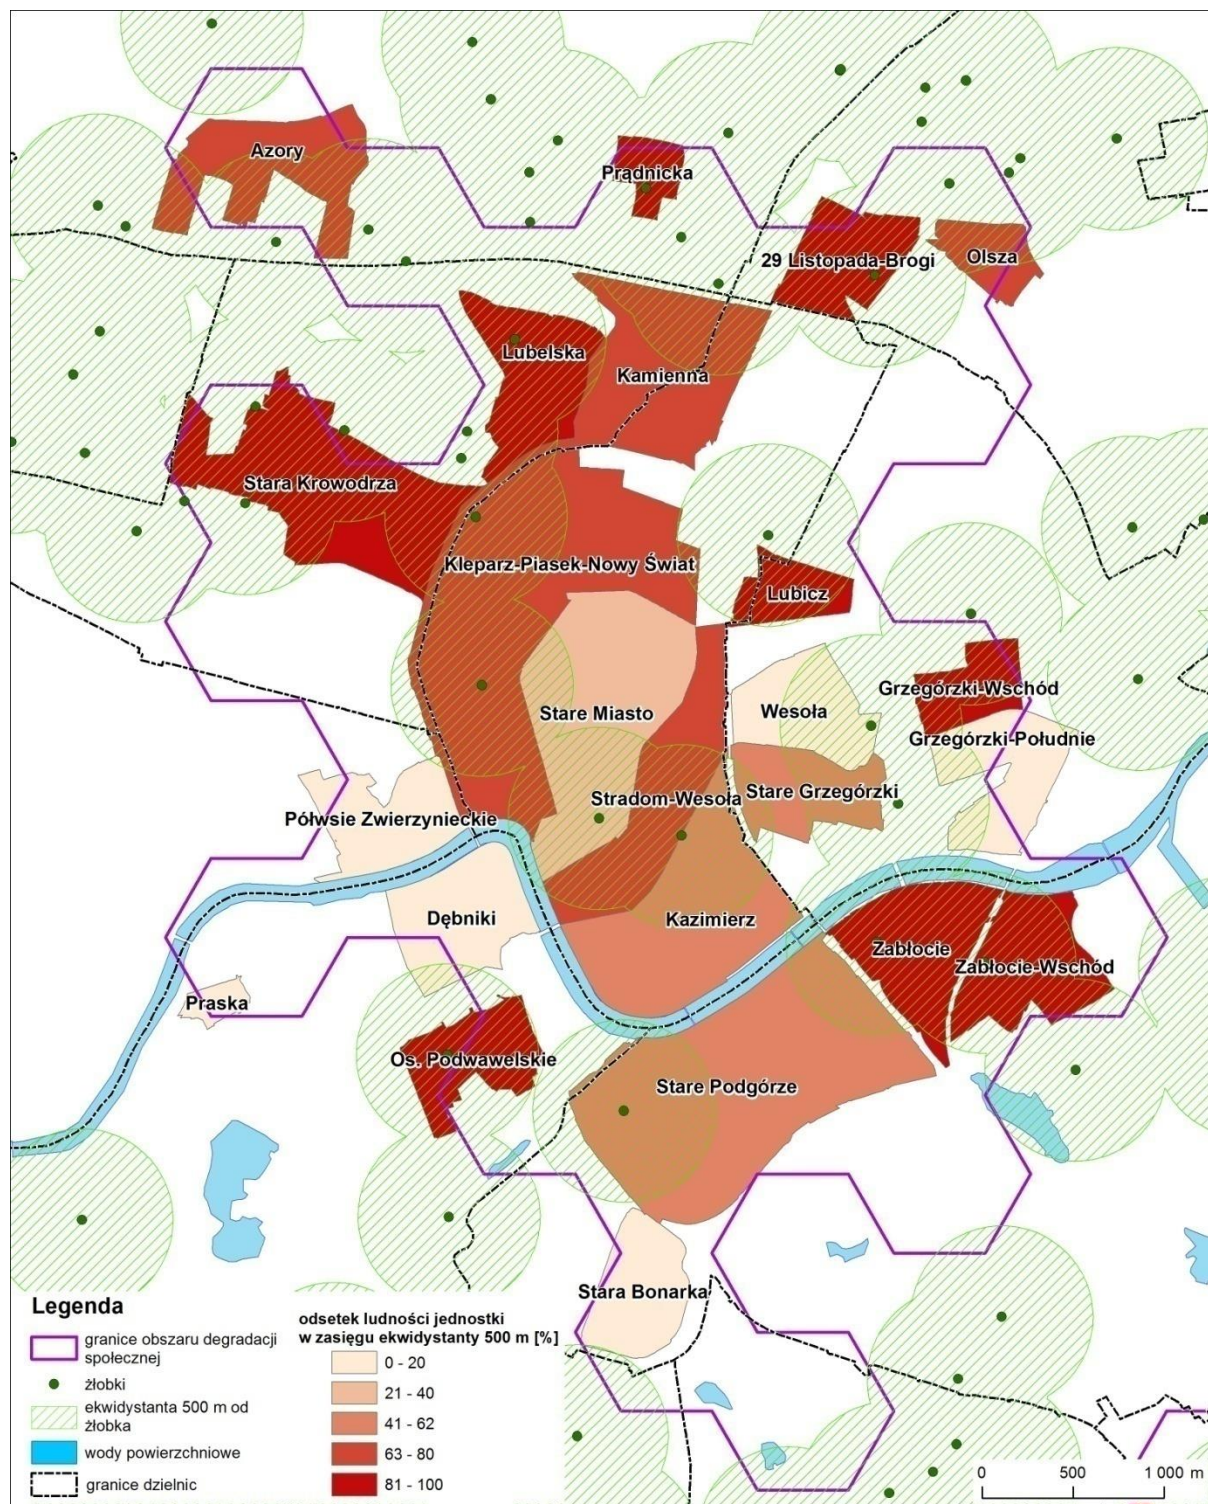 Azory
Prądnicka
29 Listopada-Brogi
Olsza
Lubelska
Kamienna
Stara Krowodrza
Kleparz-Piasek-Nowy Świat
Lubicz
Grzegórzki-Wschód
Wesoła
Stare Miasto
Grzegórzki-Południe
Stradom-Wesoła
Stare Grzegórzki
Półwsie Zwierzynieckie
Dębniki
Kazimierz
Zabłocie
Zabłocie-Wschód
Praska
Os. Podwawelskie
Stare Podgórze
Stara Bonarka
Legenda
granice obszaru degradacji
społecznej
żłobki
ekwidystanta 500 m od
żłobka
wody powierzchniowe
granice dzielnic
odsetek ludności jednostki
w zasięgu ekwidystanty 500 m [%]
0 - 20
21 - 40
41 - 62
63 - 80
81 - 100
0 500 1 000 m